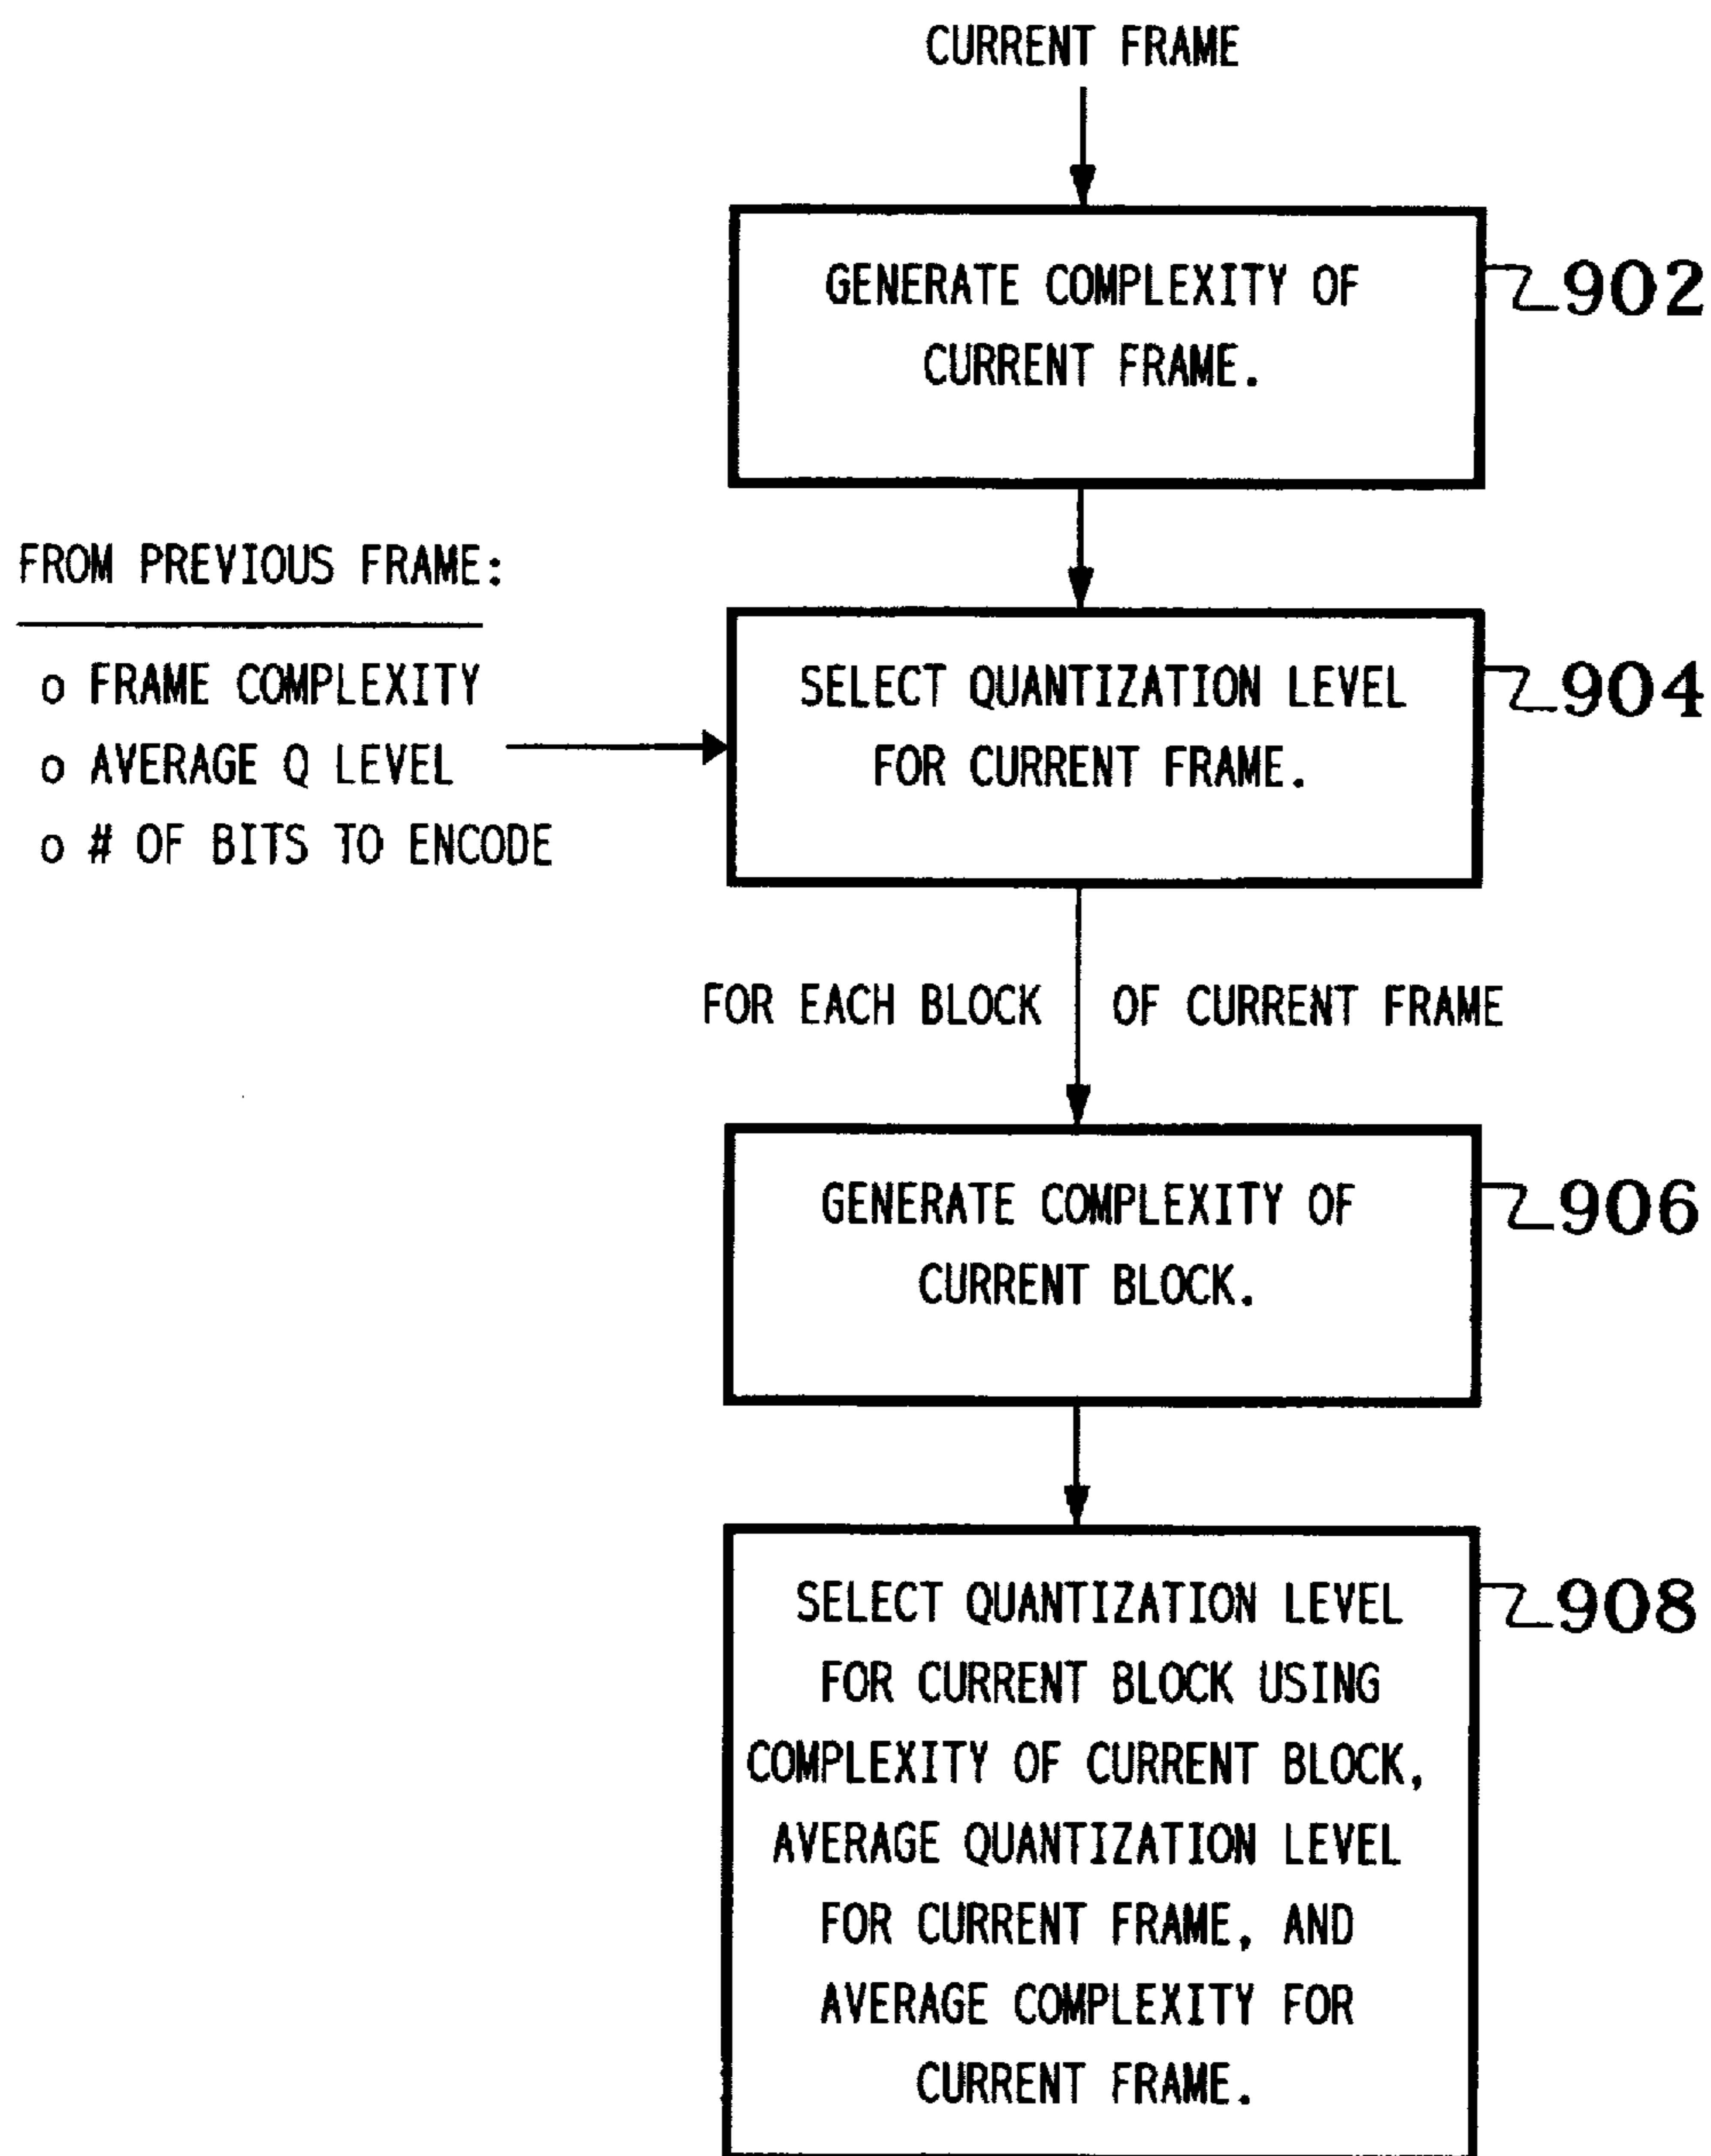 CURRENT FRAME
GENERATE COMPLEXITY OF
CURRENT FRAME.
902
FROM PREVIOUS FRAME:
o FRAME COMPLEXITY
o AVERAGE Q LEVEL
o # OF BITS TO ENCODE
SELECT QUANTIZATION LEVEL
FOR CURRENT FRAME.
904
FOR EACH BLOCK OF CURRENT FRAME
GENERATE COMPLEXITY OF
CURRENT BLOCK.
906
SELECT QUANTIZATION LEVEL
FOR CURRENT BLOCK USING
COMPLEXITY OF CURRENT BLOCK,
AVERAGE QUANTIZATION LEVEL
FOR CURRENT FRAME, AND
AVERAGE COMPLEXITY FOR
CURRENT FRAME.
908